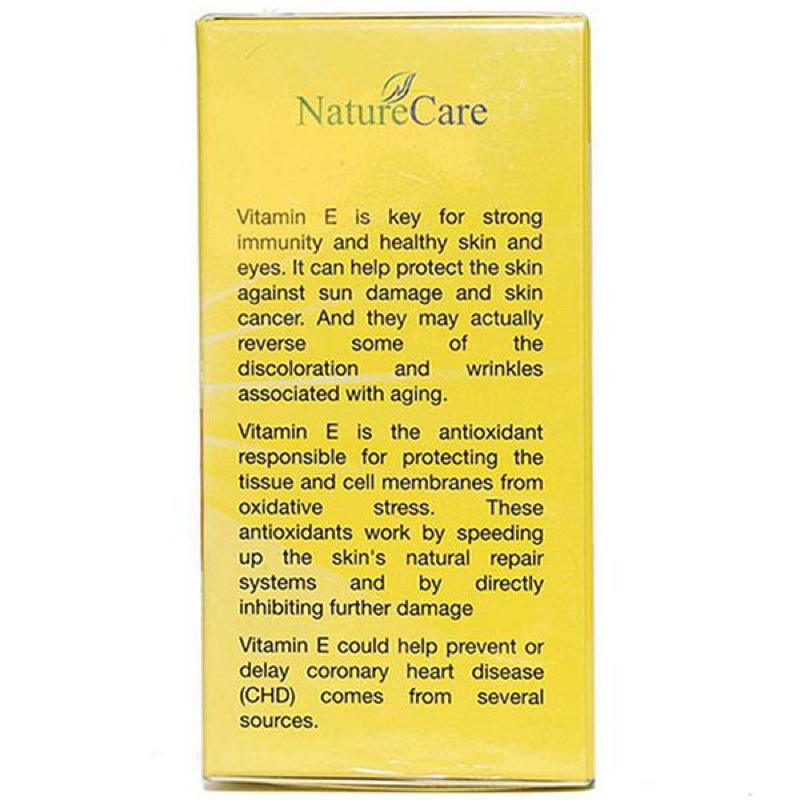 NatureCare
Vitamin E is key for strong
immunity and healthy skin and
eyes. It can help protect the skin
against sun damage and skin
cancer. And they may actually
reverse some of the
discoloration and wrinkles
associated with aging.
Vitamin E is the antioxidant
responsible for protecting the
tissue and cell membranes from
oxidative stress. These
antioxidants work by speeding
up the skin's natural repair
systems and by directly
inhibiting further damage
Vitamin E could help prevent or
delay coronary heart disease
(CHD) comes from several
sources.